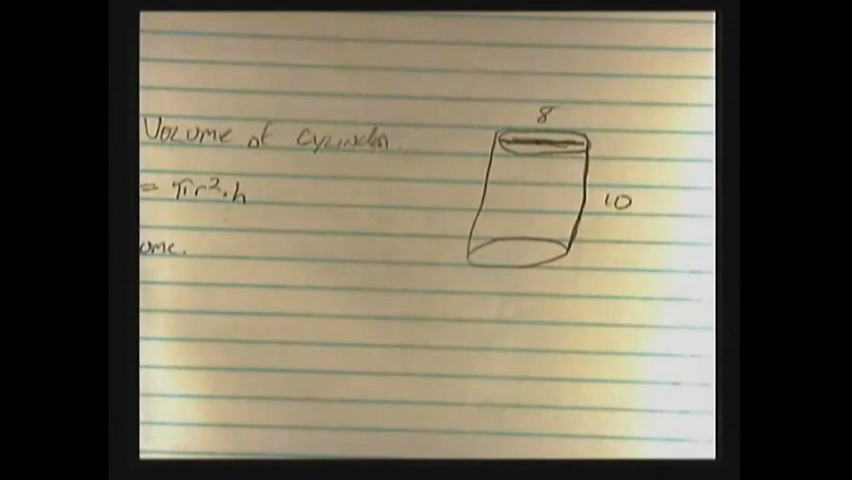 8
Volume of Cylinder.
= πr²·h
10
ume.